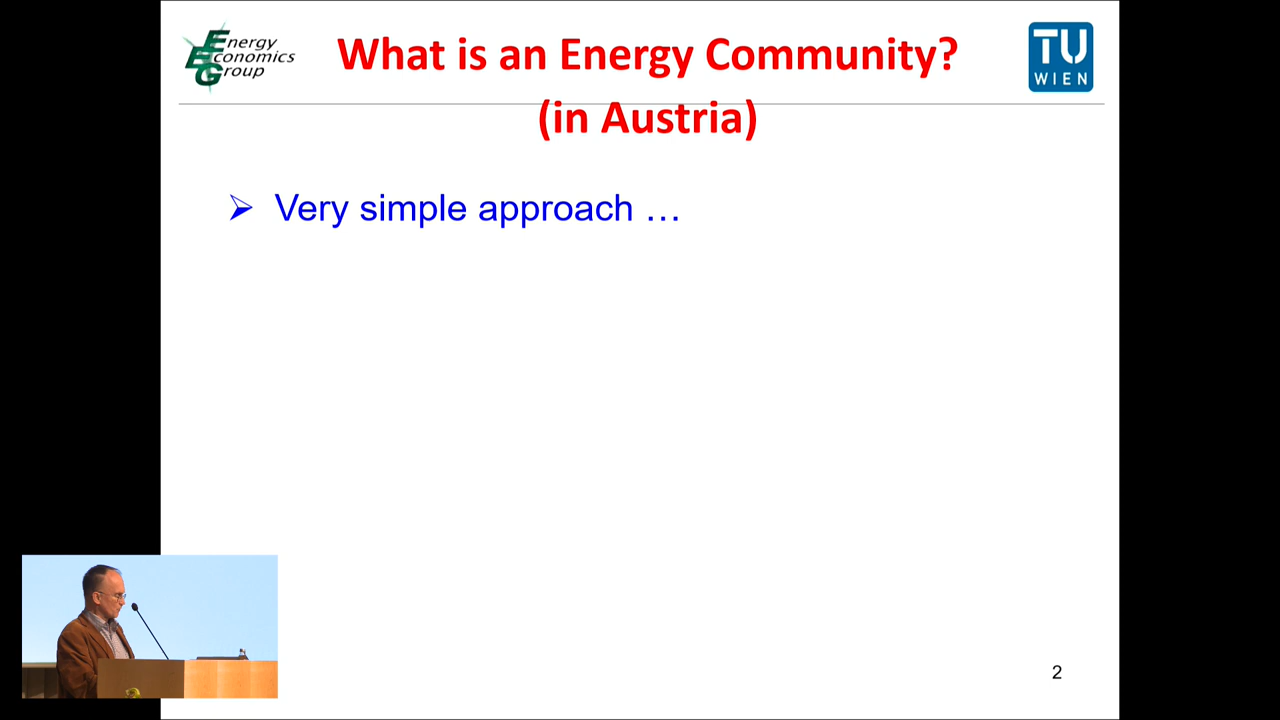 Energy
Economics
Group
What is an Energy Community?
(in Austria)
TU
WIEN
➢ Very simple approach …
2